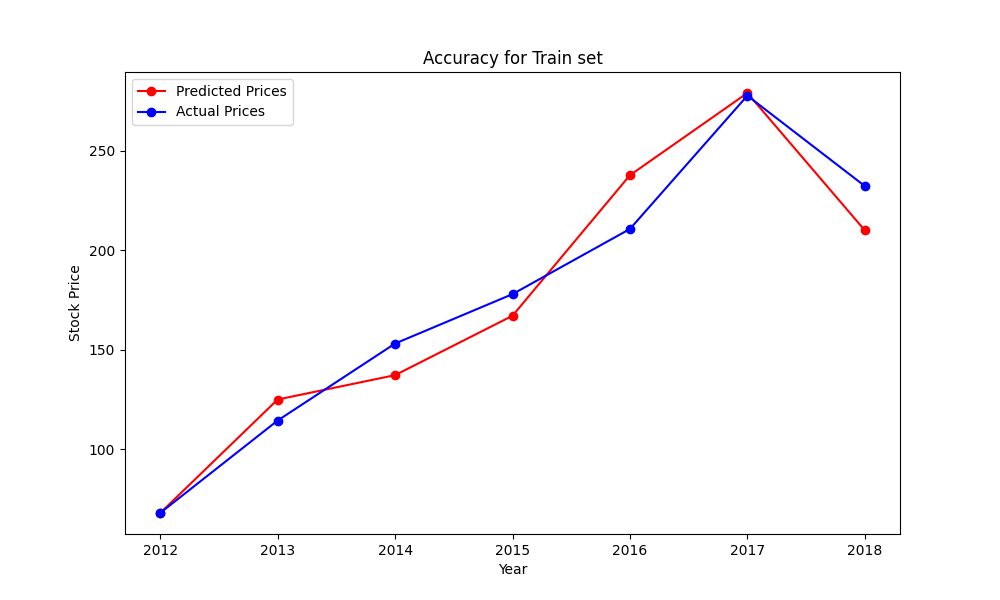 Accuracy for Train set
Predicted Prices
Actual Prices
250
200
150
100
Stock Price
2012 2013 2014 2015 2016 2017 2018
Year